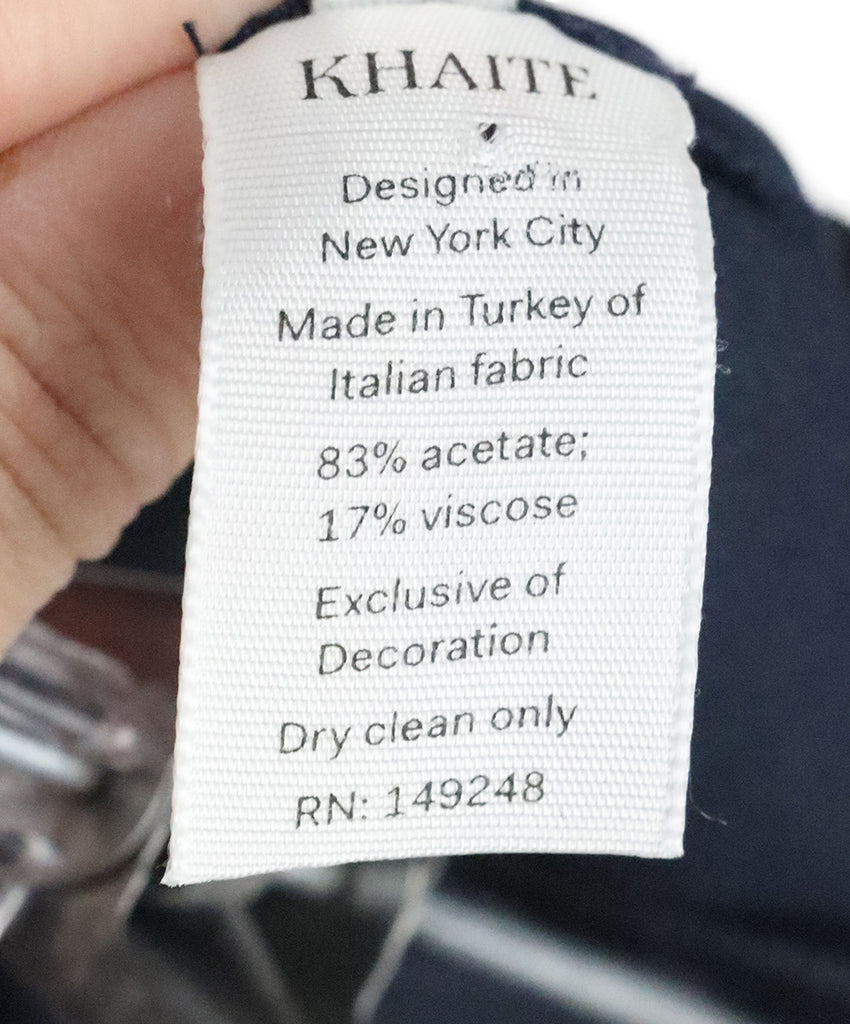 KHAITE
Designed in
New York City
Made in Turkey of
Italian fabric
83% acetate;
17% viscose
Exclusive of
Decoration
Dry clean only
RN: 149248